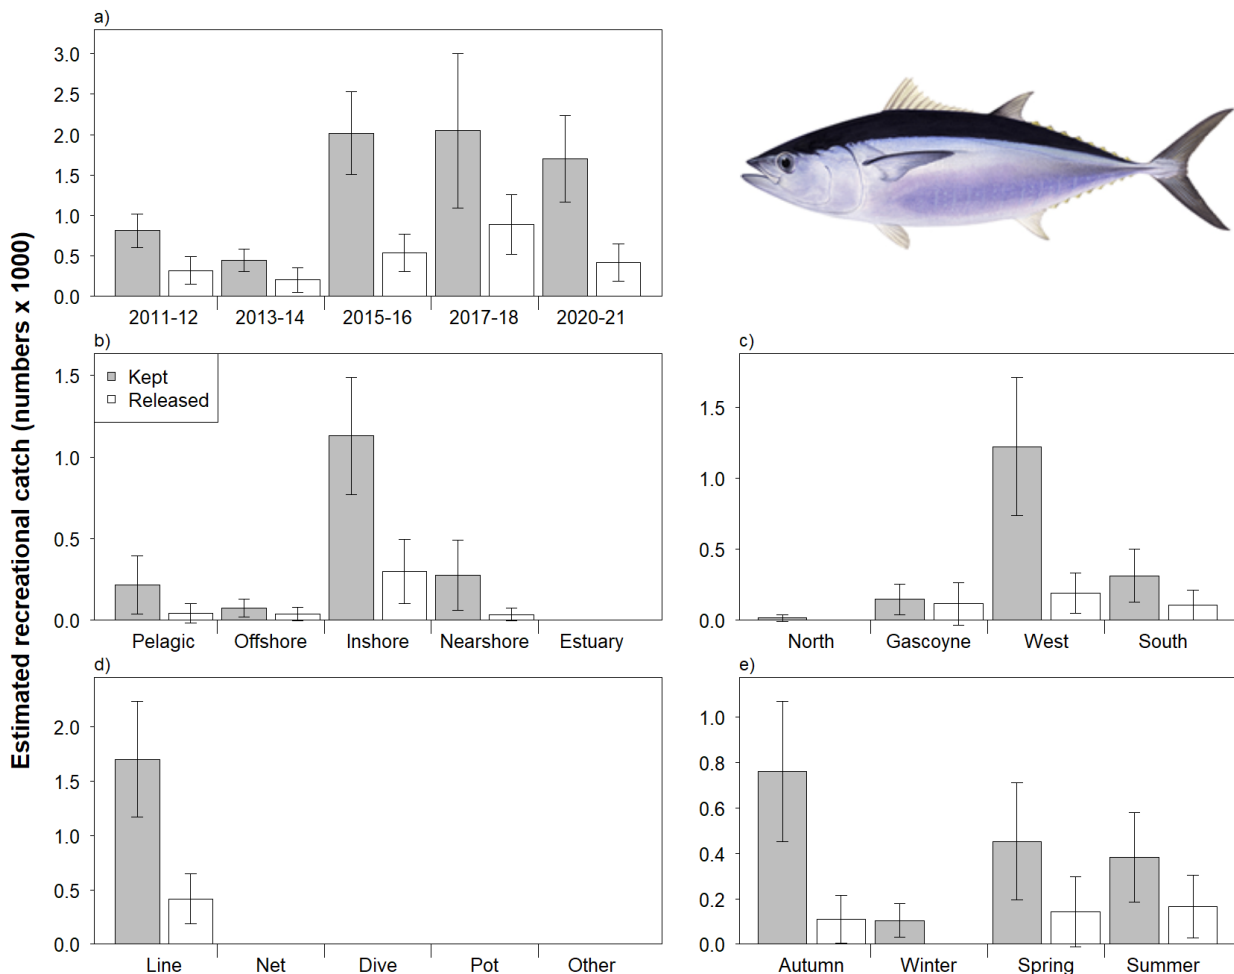 a)
Estimated recreational catch (numbers x 1000)
3.0
2.5
2.0
1.5
1.0
0.5
0.0
2011-12 2013-14 2015-16 2017-18 2020-21
b)
Kept
Released
1.5
1.0
0.5
0.0
Pelagic Offshore Inshore Nearshore Estuary
c)
1.5
1.0
0.5
0.0
North Gascoyne West South
d)
2.0
1.5
1.0
0.5
0.0
Line Net Dive Pot Other
e)
1.0
0.8
0.6
0.4
0.2
0.0
Autumn Winter Spring Summer